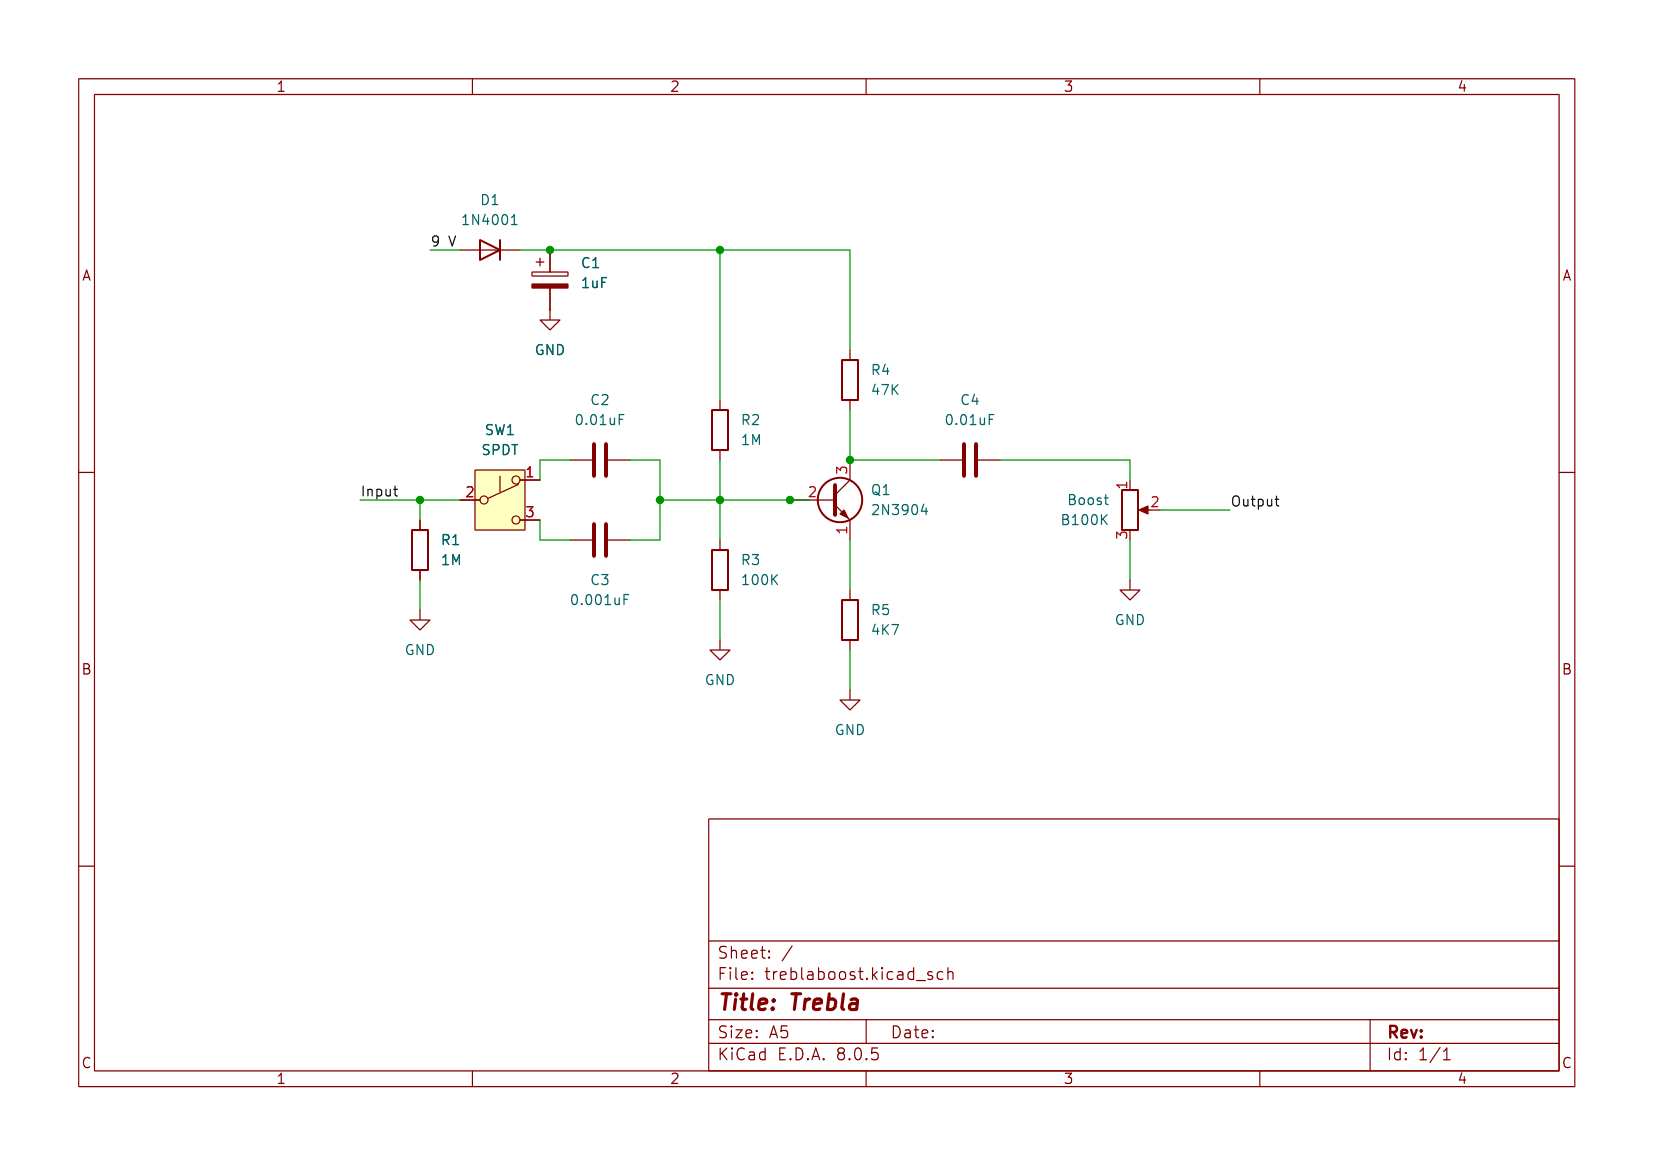 1 2 3 4
D1
1N4001
9 V
+
C1
1uF
GND
A A
R4
47K
C2
0.01uF
C4
0.01uF
R2
1M
SW1
SPDT
1
2
3
Input
3
2
1
Q1
2N3904
Boost
B100K
1
2
3
Output
R1
1M
R3
100K
C3
0.001uF
R5
4K7
GND
GND
GND
GND
B B
Sheet: /
File: treblaboost.kicad_sch
Title: Trebla
Size: A5 Date: Rev:
KiCad E.D.A. 8.0.5 Id: 1/1
C C
1 2 3 4